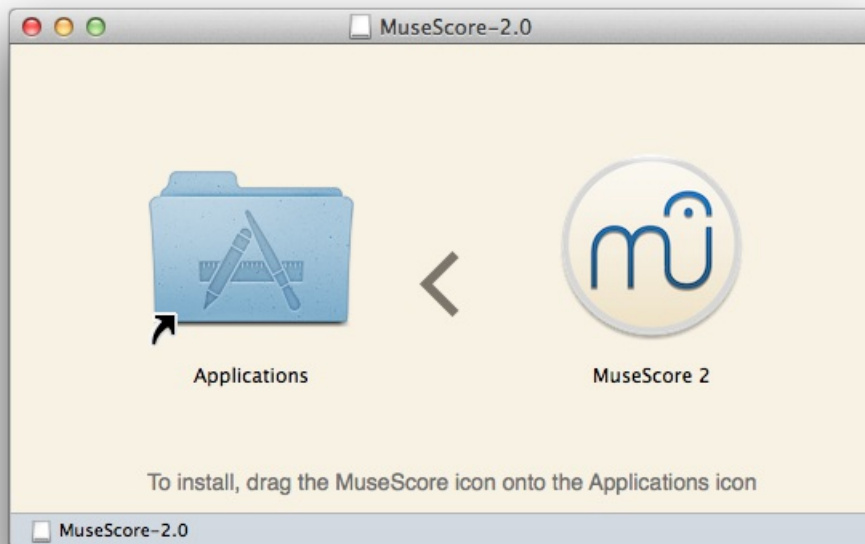 MuseScore-2.0
Applications
MuseScore 2
To install, drag the MuseScore icon onto the Applications icon
MuseScore-2.0